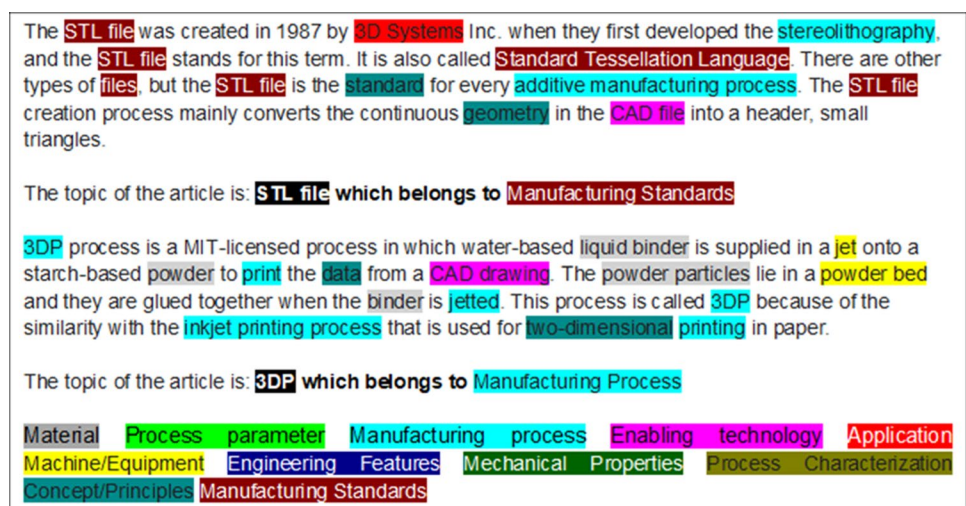 The STL file was created in 1987 by 3D Systems Inc. when they first developed the stereolithography,
and the STL file stands for this term. It is also called Standard Tessellation Language. There are other
types of files, but the STL file is the standard for every additive manufacturing process. The STL file
creation process mainly converts the continuous geometry in the CAD file into a header, small
triangles.
The topic of the article is: STL file which belongs to Manufacturing Standards
3DP process is a MIT-licensed process in which water-based liquid binder is supplied in a jet onto a
starch-based powder to print the data from a CAD drawing. The powder particles lie in a powder bed
and they are glued together when the binder is jetted. This process is called 3DP because of the
similarity with the inkjet printing process that is used for two-dimensional printing in paper.
The topic of the article is: 3DP which belongs to Manufacturing Process
Material Process parameter Manufacturing process Enabling technology Application
Machine/Equipment Engineering Features Mechanical Properties Process Characterization
Concept/Principles Manufacturing Standards